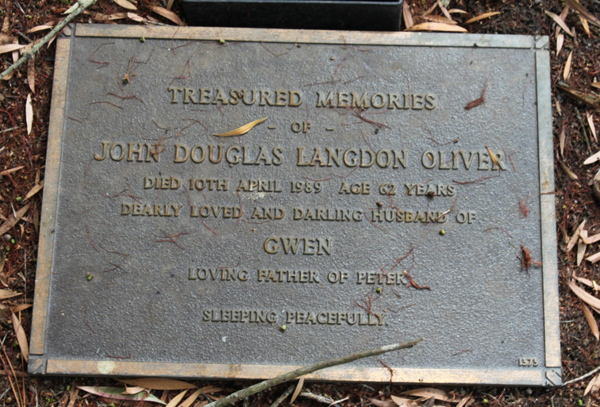 TREASURED MEMORIES
- OF -
JOHN DOUGLAS LANGDON OLIVER
DIED 10TH APRIL 1989 AGE 62 YEARS
DEARLY LOVED AND DARLING HUSBAND OF
GWEN
LOVING FATHER OF PETER
SLEEPING PEACEFULLY
1373